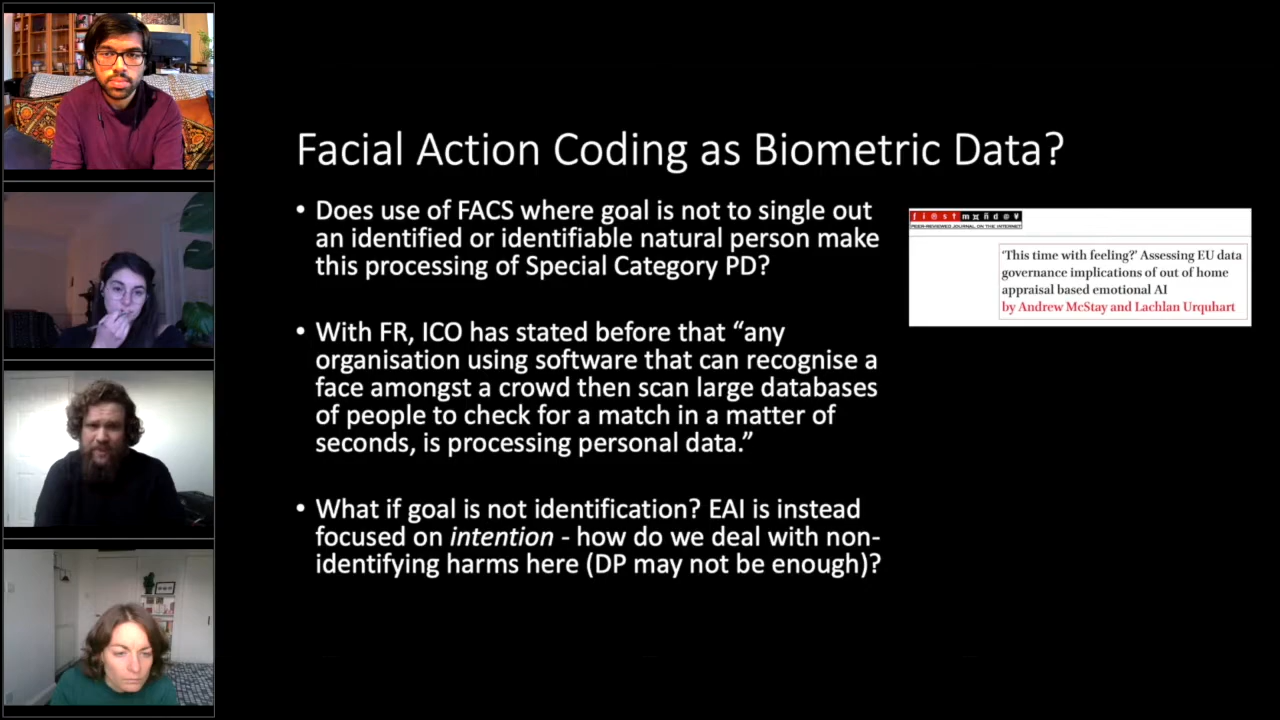 Facial Action Coding as Biometric Data?
• Does use of FACS where goal is not to single out
an identified or identifiable natural person make
this processing of Special Category PD?
• With FR, ICO has stated before that “any
organisation using software that can recognise a
face amongst a crowd then scan large databases
of people to check for a match in a matter of
seconds, is processing personal data.”
• What if goal is not identification? EAI is instead
focused on intention - how do we deal with non-
identifying harms here (DP may not be enough)?
f i r s t m o n d a y
PEER-REVIEWED JOURNAL ON THE INTERNET
‘This time with feeling?’ Assessing EU data
governance implications of out of home
appraisal based emotional AI
by Andrew McStay and Lachlan Urquhart